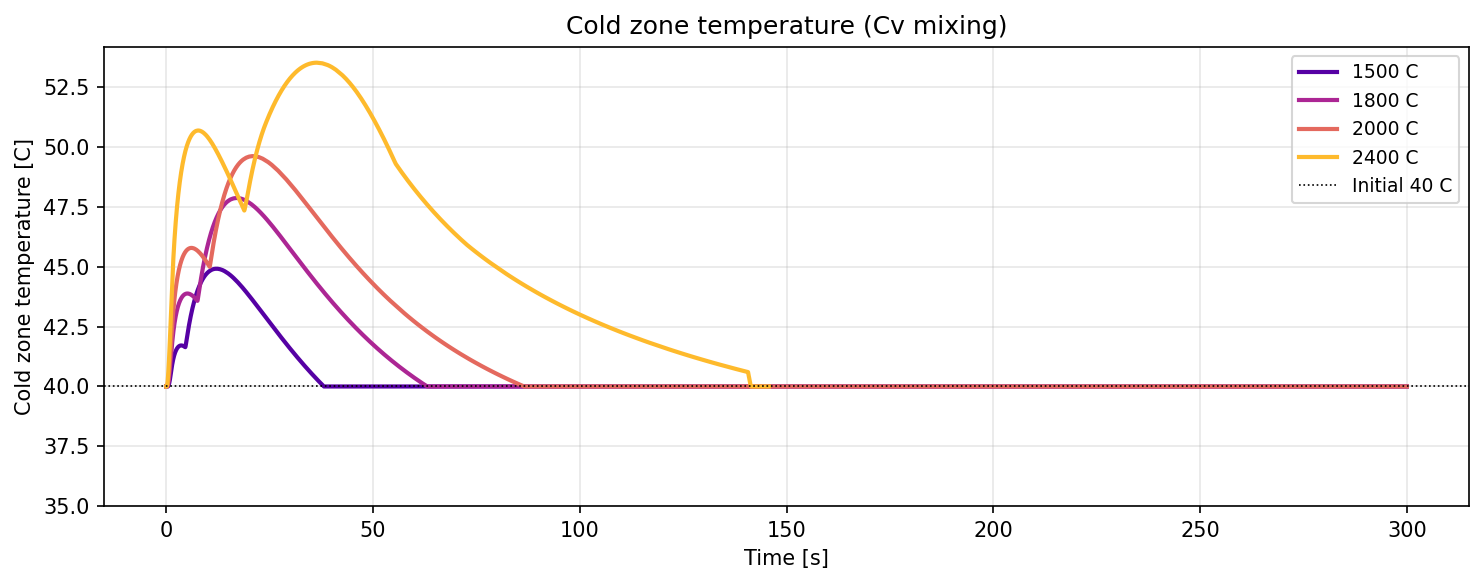 Cold zone temperature (Cv mixing)
Cold zone temperature [C]
52.5
50.0
47.5
45.0
42.5
40.0
37.5
35.0
0
50
100
150
200
250
300
Time [s]
1500 C
1800 C
2000 C
2400 C
Initial 40 C